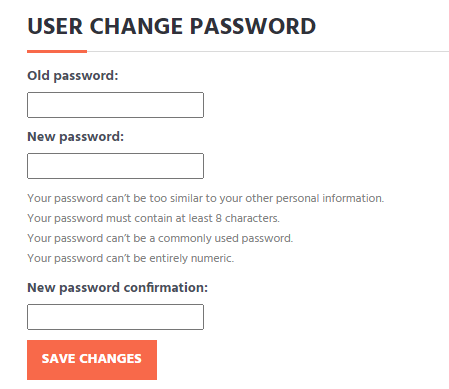 USER CHANGE PASSWORD
Old password:
New password:
Your password can't be too similar to your other personal information.
Your password must contain at least 8 characters.
Your password can't be a commonly used password.
Your password can't be entirely numeric.
New password confirmation:
SAVE CHANGES